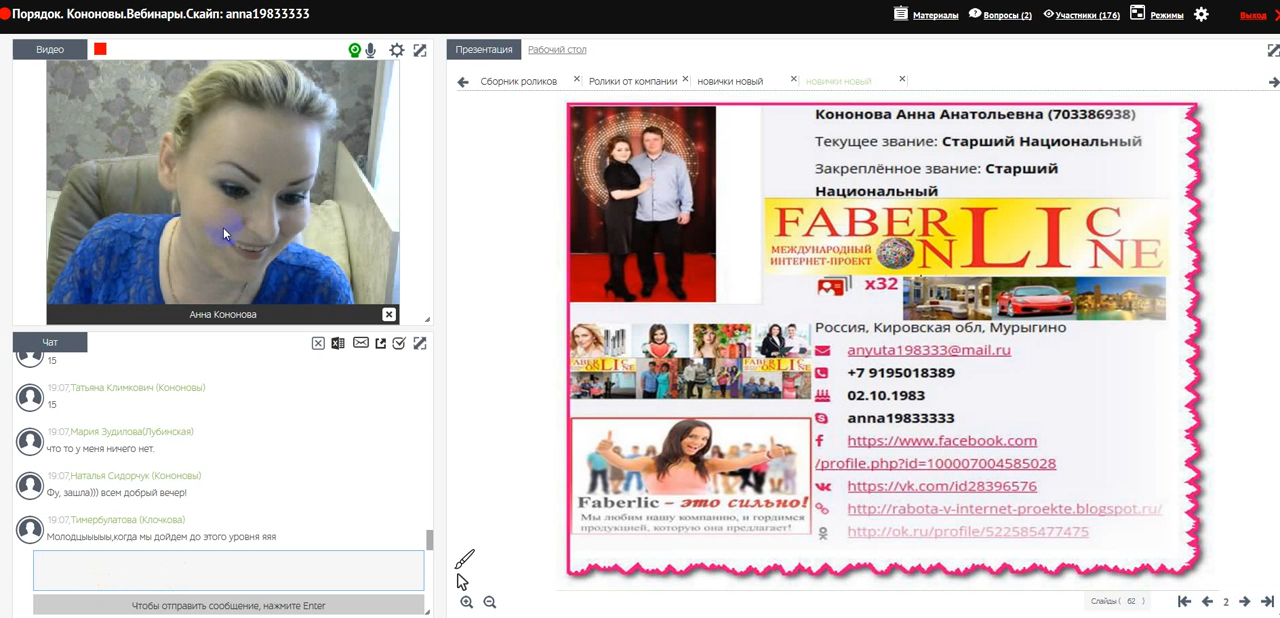 Порядок. Кононовы.Вебинары.Скайп: anna19833333
Материалы
Вопросы (2)
Участники (176)
Режимы
Выход
Видео
Анна Кононова
Чат
15
19:07,Татьяна Климкович (Кононовы)
15
19:07,Мария Зудилова(Лубинская)
что то у меня ничего нет.
19:07,Наталья Сидорчук (Кононовы)
Фу, зашла))) всем добрый вечер!
19:07,Тимербулатова (Клочкова)
Молодцыыыыы,когда мы дойдем до этого уровня яяя
Чтобы отправить сообщение, нажмите Enter
Презентация
Рабочий стол
Сборник роликов
Ролики от компании
новички новый
новички новый
Кононова Анна Анатольевна (703386938)
Текущее звание: Старший Национальный
Закреплённое звание: Старший
Национальный
FABERLIC
МЕЖДУНАРОДНЫЙ
ИНТЕРНЕТ-ПРОЕКТ
ONLINE
x32
Россия, Кировская обл, Мурыгино
anyuta198333@mail.ru
+7 9195018389
02.10.1983
anna19833333
https://www.facebook.com
/profile.php?id=100007004585028
https://vk.com/id28396576
http://rabota-v-internet-proekte.blogspot.ru/
http://ok.ru/profile/522585477475
Faberlic - это сильно!
Мы любим нашу компанию, и гордимся
продукцией, которую она предлагает!
Слайды ( 62 )
2